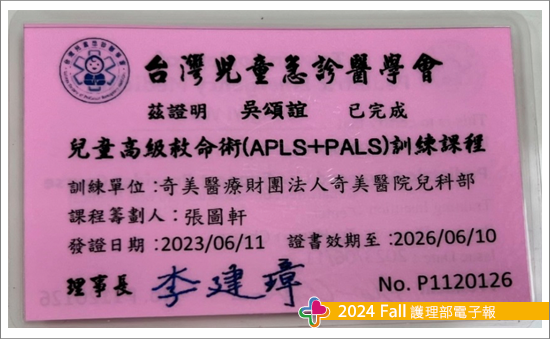 台灣兒童急診醫學會
茲證明 吳頌誼 已完成
兒童高級救命術(APLS+PALS)訓練課程
訓練單位:奇美醫療財團法人奇美醫院兒科部
課程籌劃人:張圖軒
發證日期:2023/06/11 證書效期至:2026/06/10
理事長 李建璋 No. P1120126
2024 Fall 護理部電子報